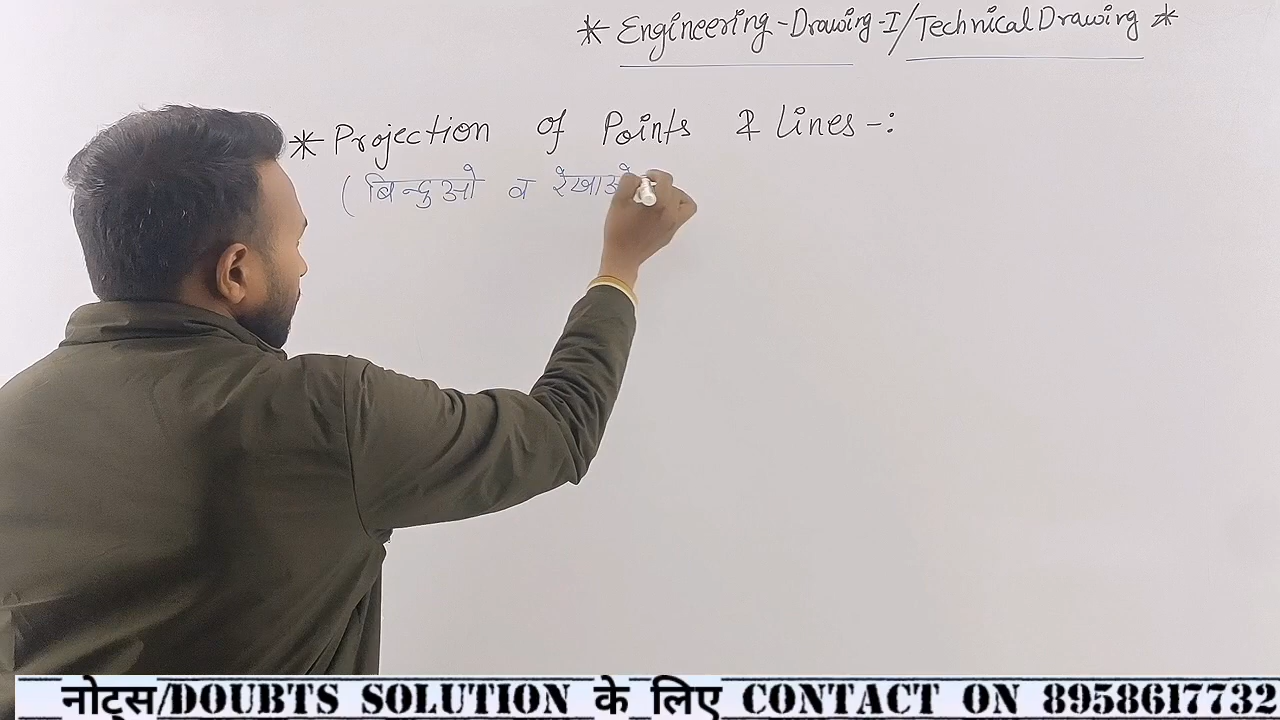 * Engineering-Drawing-I/Technical Drawing *
* Projection of Points & Lines -:
(बिन्दुओ व रेखाओ
नोट्स/DOUBTS SOLUTION के लिए CONTACT ON 8958617732